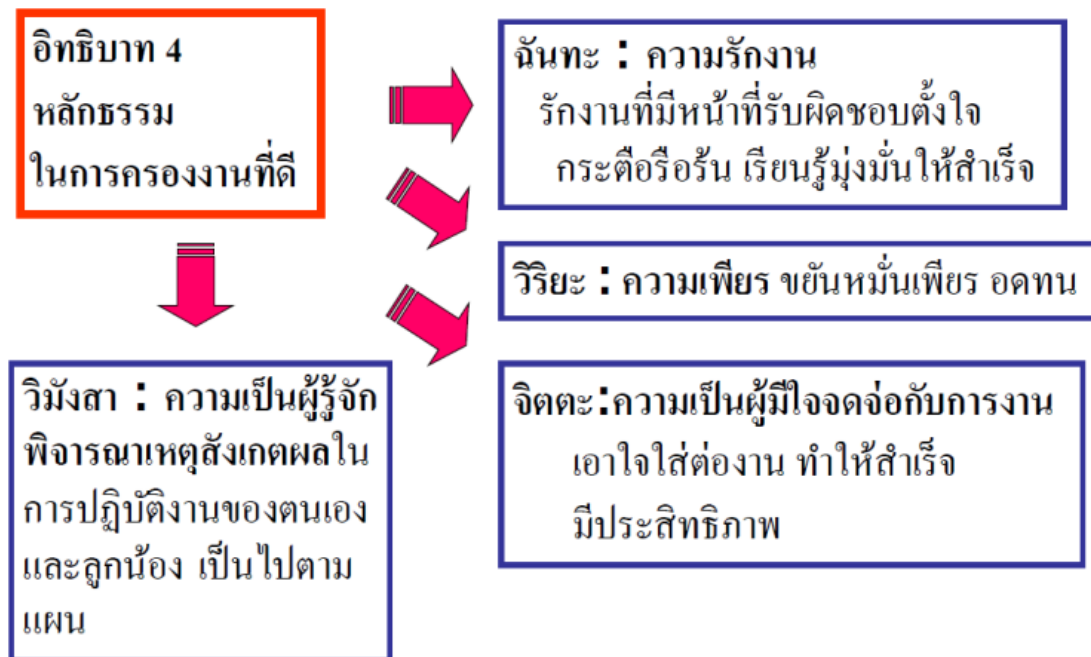 อิทธิบาท 4
หลักธรรม
ในการครองงานที่ดี
ฉันทะ : ความรักงาน
รักงานที่มีหน้าที่รับผิดชอบตั้งใจ
กระตือรือร้น เรียนรู้มุ่งมั่นให้สำเร็จ
วิริยะ : ความเพียร ขยันหมั่นเพียร อดทน
จิตตะ:ความเป็นผู้มีใจจดจ่อกับการงาน
เอาใจใส่ต่องาน ทำให้สำเร็จ
มีประสิทธิภาพ
วิมังสา : ความเป็นผู้รู้จัก
พิจารณาเหตุสังเกตผลใน
การปฏิบัติงานของตนเอง
และลูกน้อง เป็นไปตาม
แผน